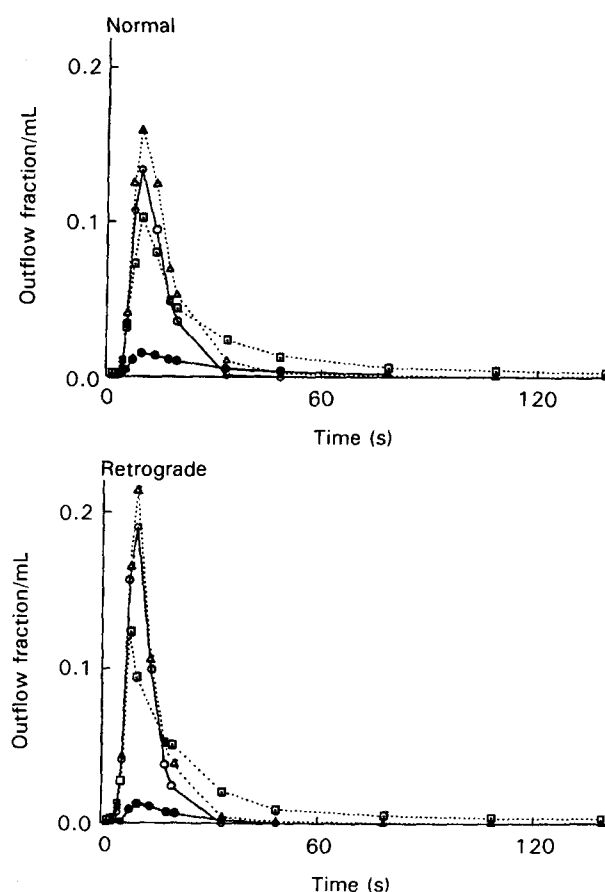 Normal
0.2
0.1
0.0
Outflow fraction/mL
0
60
120
Time (s)
Retrograde
0.2
0.1
0.0
Outflow fraction/mL
0
60
120
Time (s)